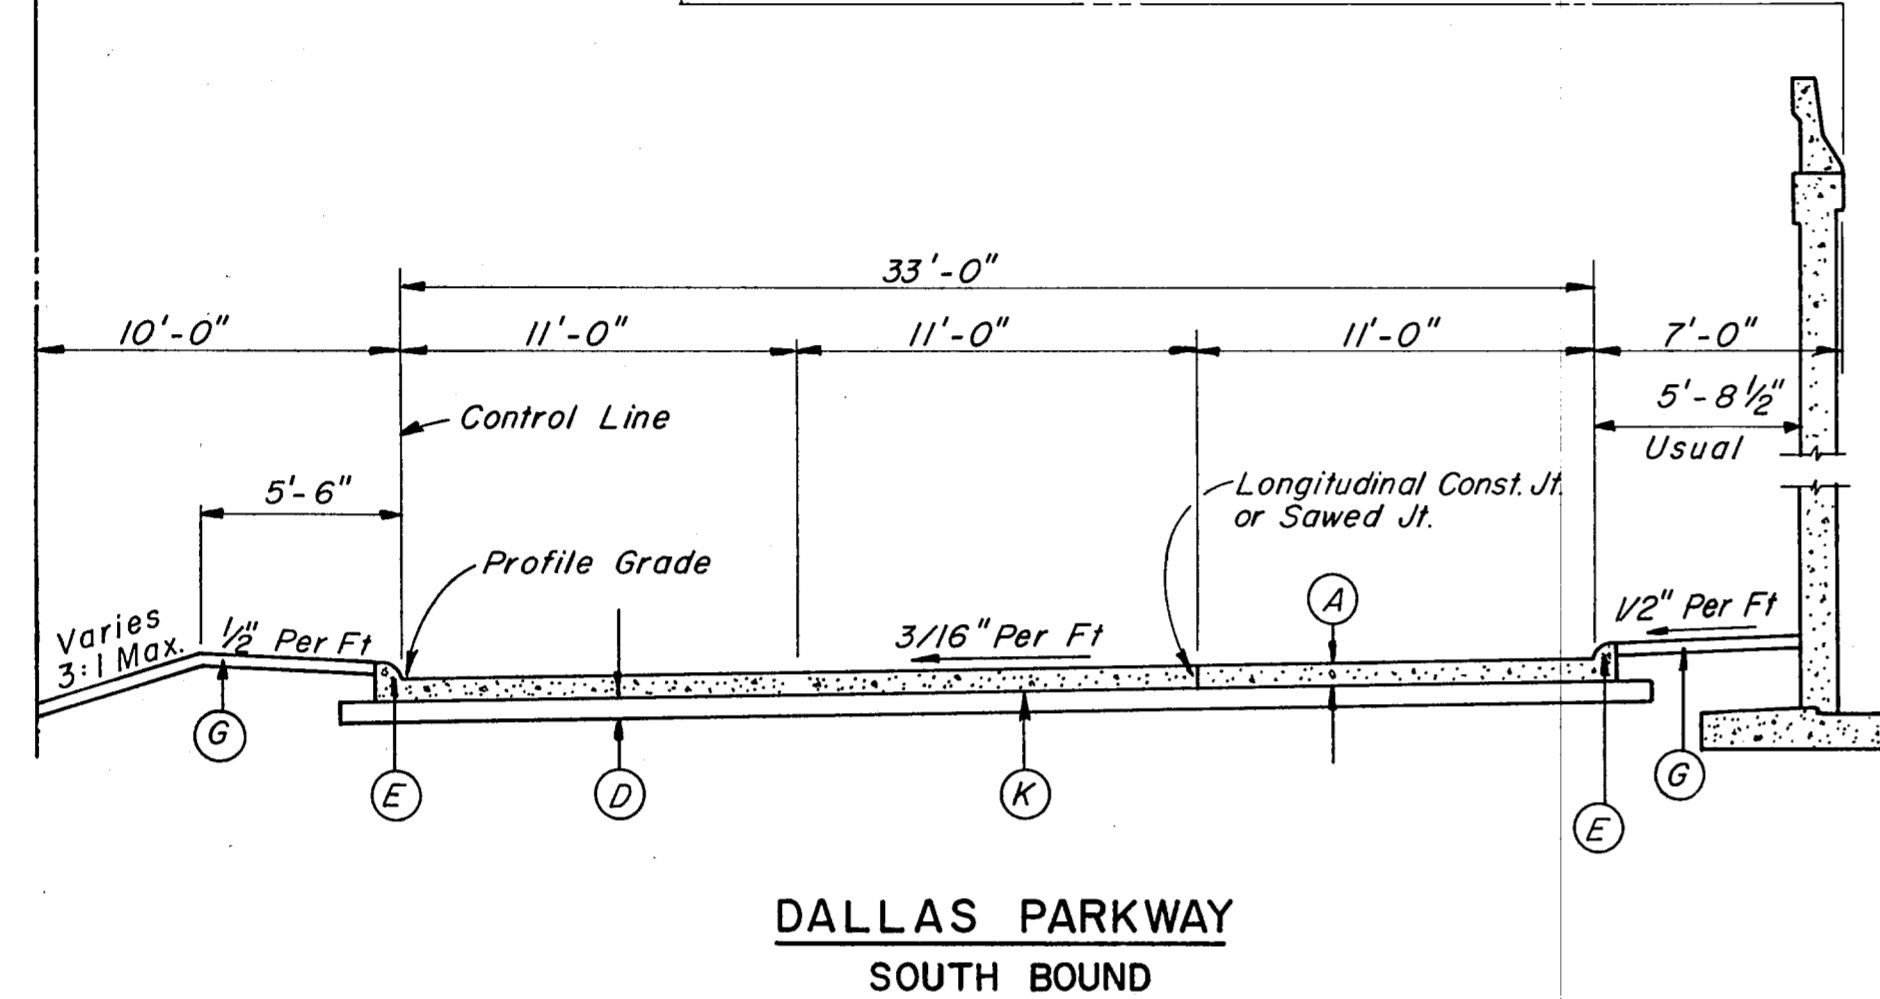 33'-0"
10'-0"
11'-0"
11'-0"
11'-0"
7'-0"
5'-8 1/2"
Usual
Control Line
5'-6"
Longitudinal Const. Jt.
or Sawed Jt.
Profile Grade
A
Varies
3:1 Max.
1/2" Per Ft
3/16" Per Ft
1/2" Per Ft
G
E
D
K
G
E
DALLAS PARKWAY
SOUTH BOUND